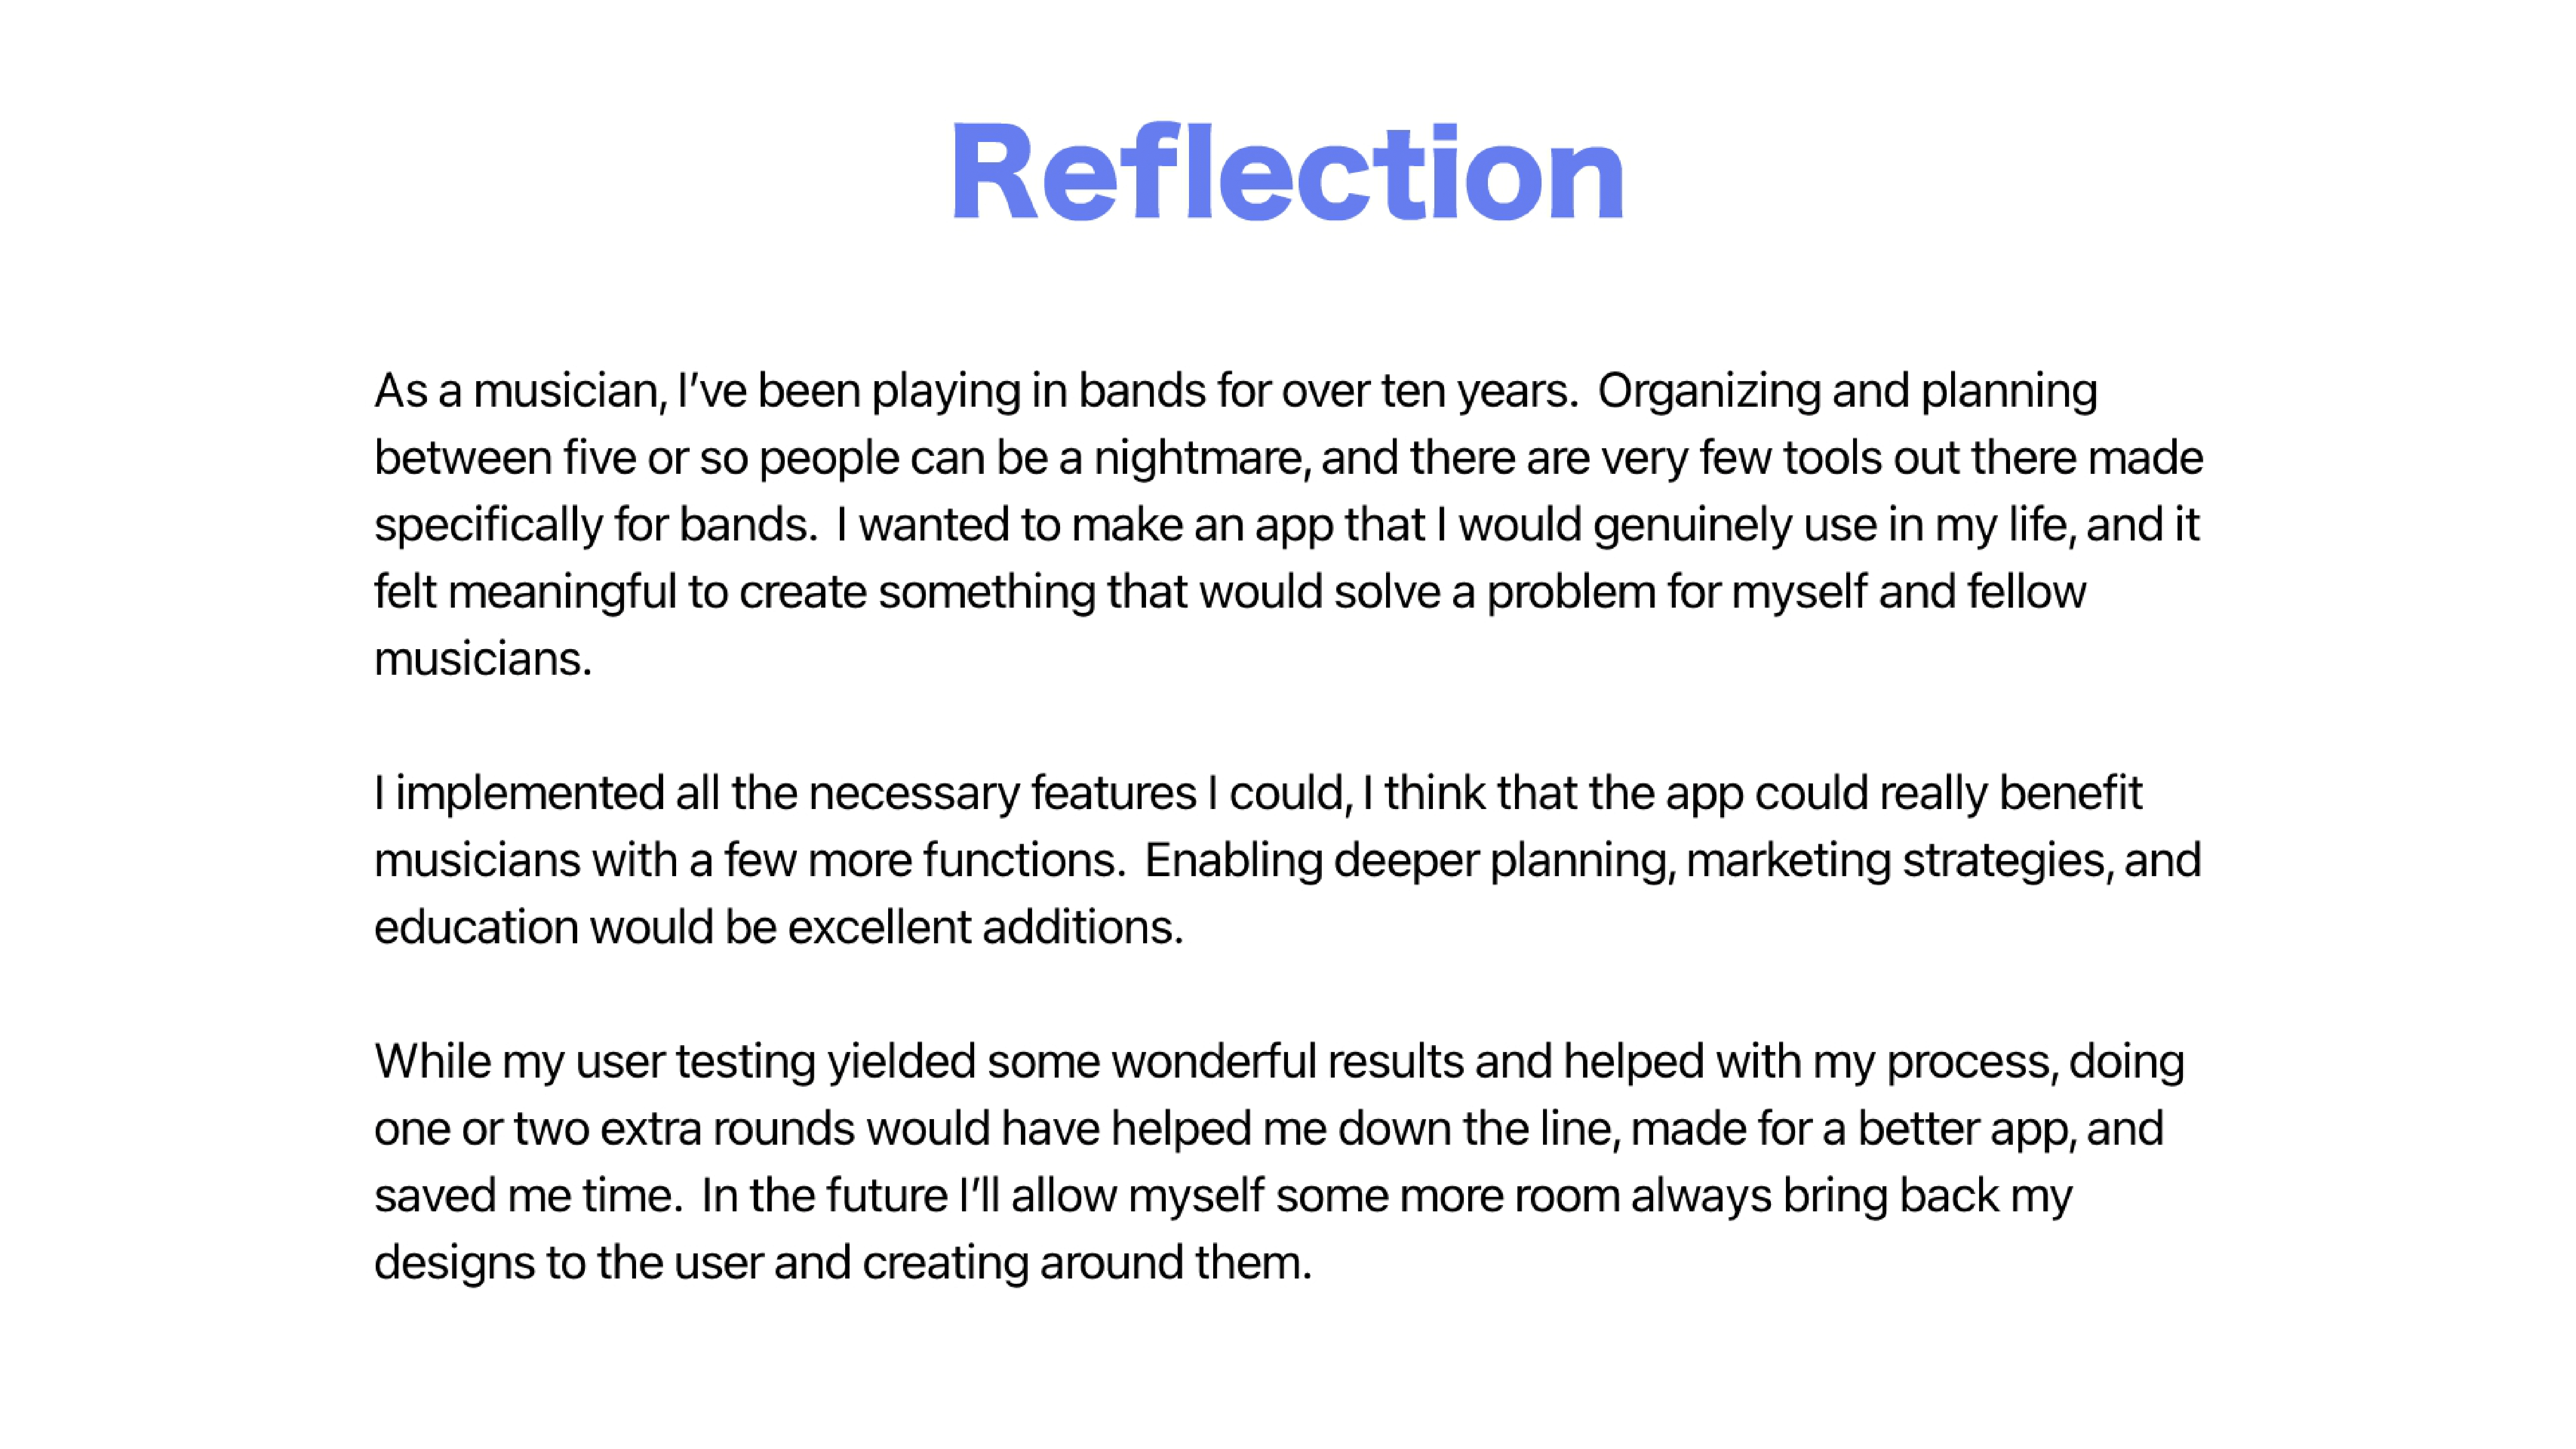 Reflection
As a musician, I’ve been playing in bands for over ten years.  Organizing and planning
between five or so people can be a nightmare, and there are very few tools out there made
specifically for bands.  I wanted to make an app that I would genuinely use in my life, and it
felt meaningful to create something that would solve a problem for myself and fellow
musicians.
I implemented all the necessary features I could, I think that the app could really benefit
musicians with a few more functions.  Enabling deeper planning, marketing strategies, and
education would be excellent additions.
While my user testing yielded some wonderful results and helped with my process, doing
one or two extra rounds would have helped me down the line, made for a better app, and
saved me time.  In the future I’ll allow myself some more room always bring back my
designs to the user and creating around them.